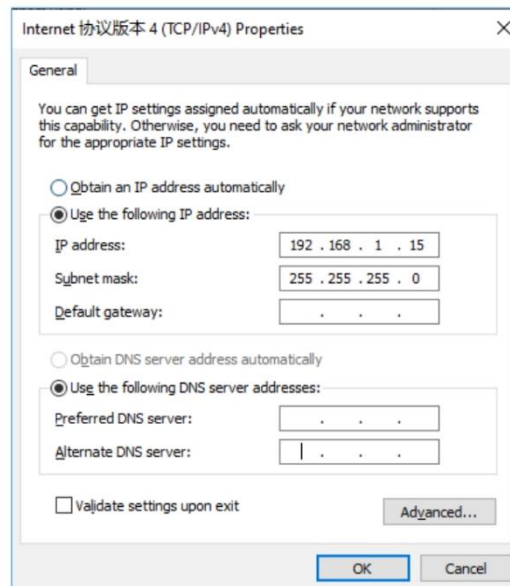 Internet 协议版本 4 (TCP/IPv4) Properties
General
You can get IP settings assigned automatically if your network supports
this capability. Otherwise, you need to ask your network administrator
for the appropriate IP settings.
Obtain an IP address automatically
Use the following IP address:
IP address: 192 . 168 . 1 . 15
Subnet mask: 255 . 255 . 255 . 0
Default gateway: . . .
Obtain DNS server address automatically
Use the following DNS server addresses:
Preferred DNS server: . . .
Alternate DNS server: . . .
Validate settings upon exit
Advanced...
OK Cancel